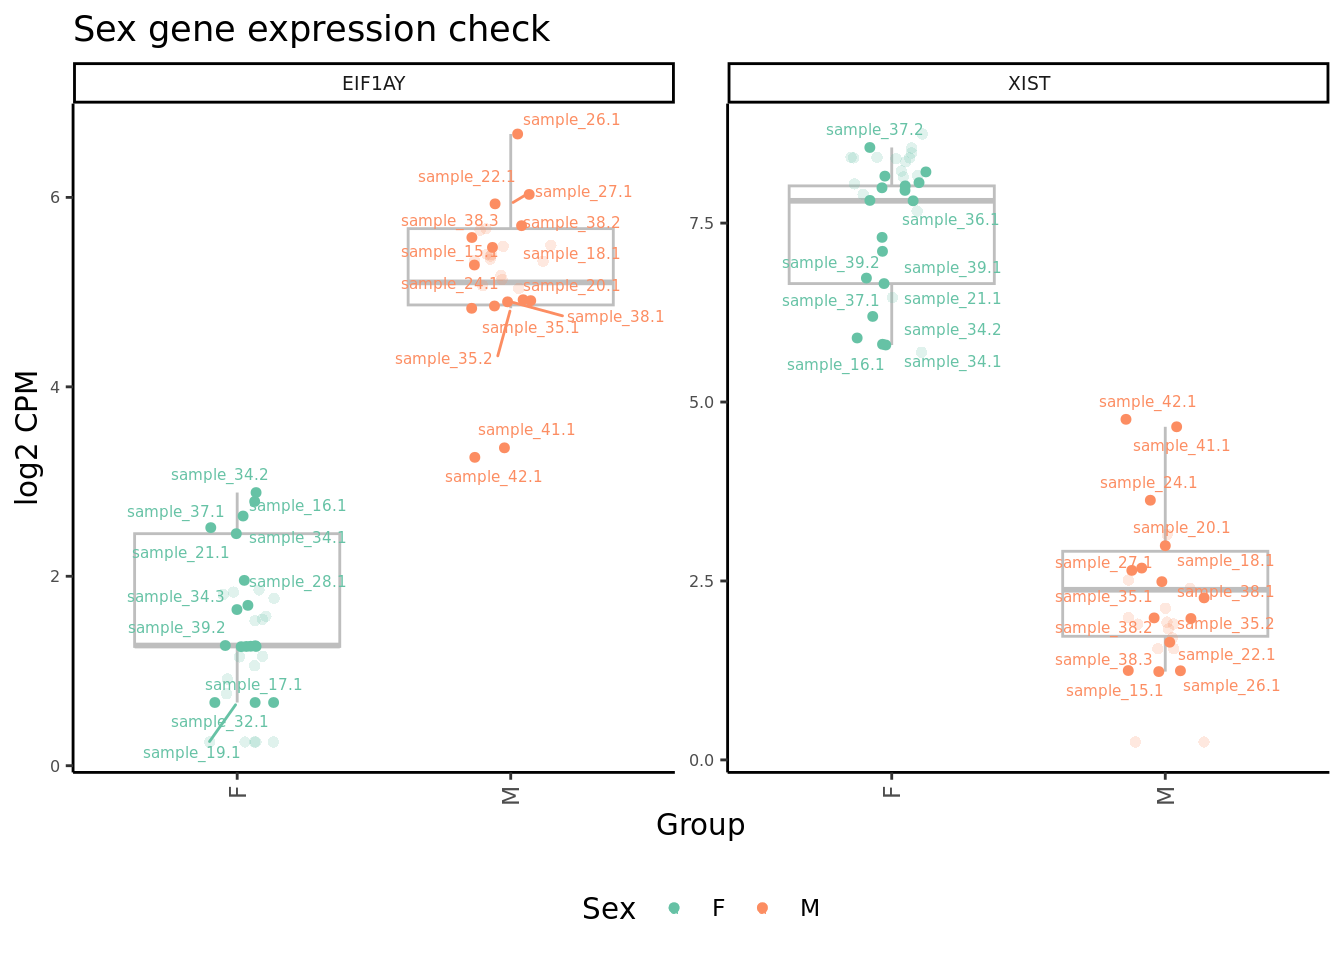 Sex gene expression check
EIF1AY
XIST
log2 CPM
6
4
2
0
sample_26.1
sample_22.1
sample_27.1
sample_38.3
sample_38.2
sample_15.1
sample_18.1
sample_24.1
sample_20.1
sample_38.1
sample_35.1
sample_35.2
sample_41.1
sample_42.1
sample_34.2
sample_16.1
sample_37.1
sample_34.1
sample_21.1
sample_28.1
sample_34.3
sample_39.2
sample_17.1
sample_32.1
sample_19.1
F
M
7.5
5.0
2.5
0.0
sample_37.2
sample_36.1
sample_39.2
sample_39.1
sample_37.1
sample_21.1
sample_34.2
sample_16.1
sample_34.1
sample_42.1
sample_41.1
sample_24.1
sample_20.1
sample_27.1
sample_18.1
sample_35.1
sample_38.1
sample_38.2
sample_35.2
sample_38.3
sample_22.1
sample_15.1
sample_26.1
F
M
Group
Sex F M